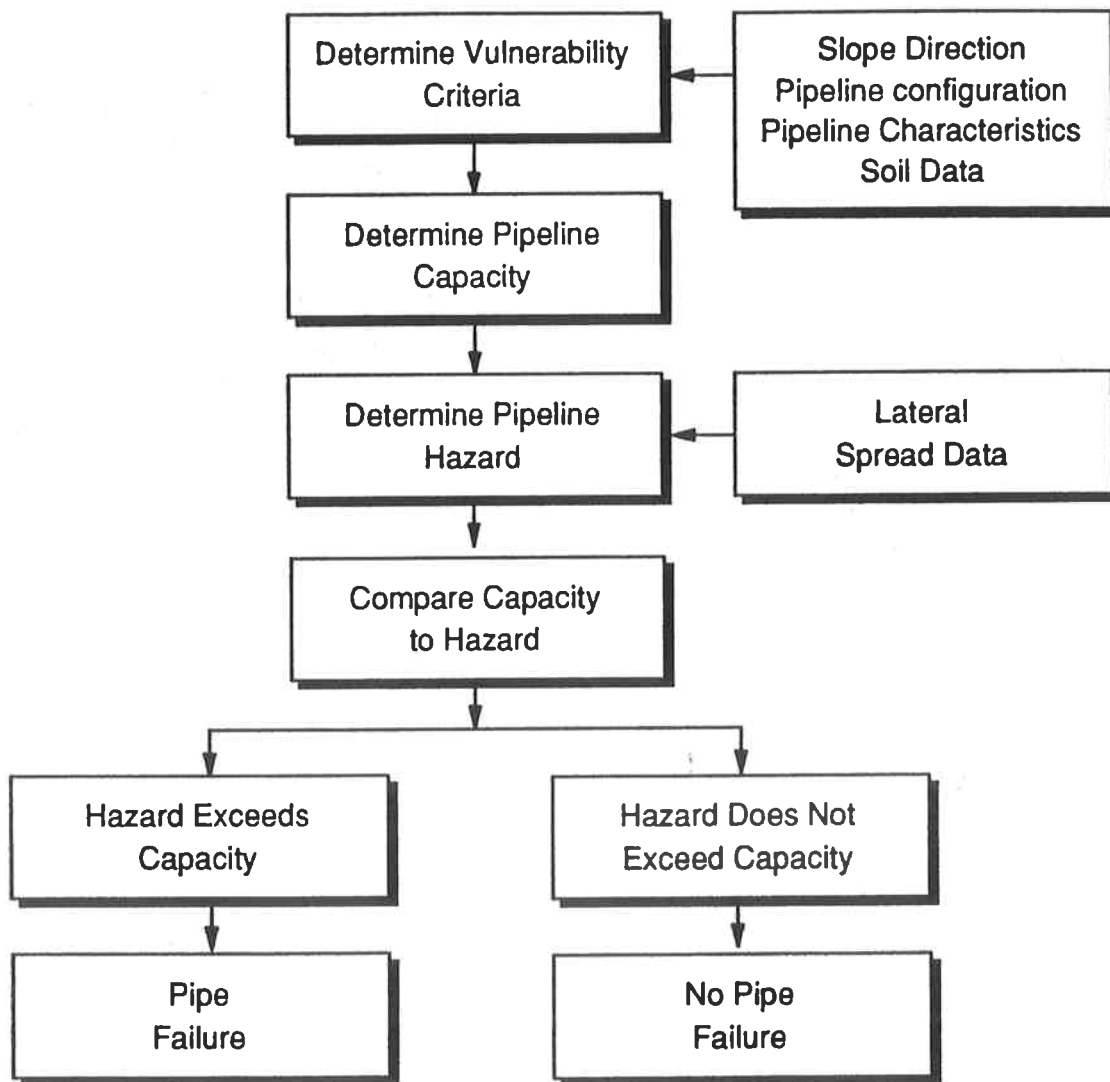 Determine Vulnerability
Criteria
Slope Direction
Pipeline configuration
Pipeline Characteristics
Soil Data
Determine Pipeline
Capacity
Determine Pipeline
Hazard
Lateral
Spread Data
Compare Capacity
to Hazard
Hazard Exceeds
Capacity
Hazard Does Not
Exceed Capacity
Pipe
Failure
No Pipe
Failure